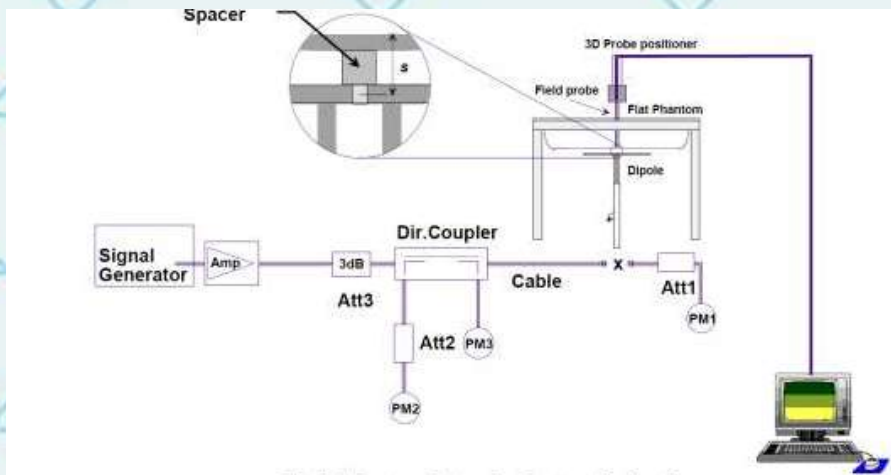 Spacer
s
3D Probe positioner
Field probe
Flat Phantom
Dipole
Signal
Generator
Amp
3dB
Att3
Dir.Coupler
Cable
x
Att1
PM1
Att2
PM3
PM2